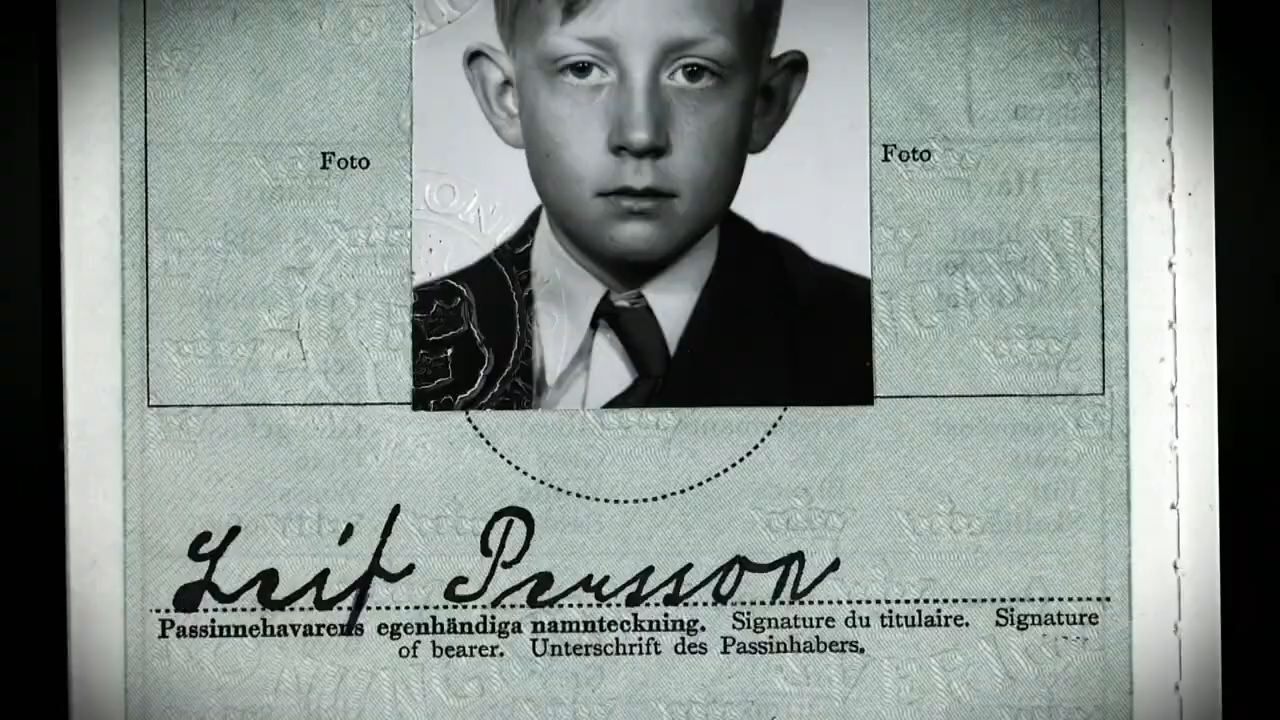 Foto
Foto
Leif Persson
Passinnehavarens egenhändiga namnteckning. Signature du titulaire. Signature
of bearer. Unterschrift des Passinhabers.